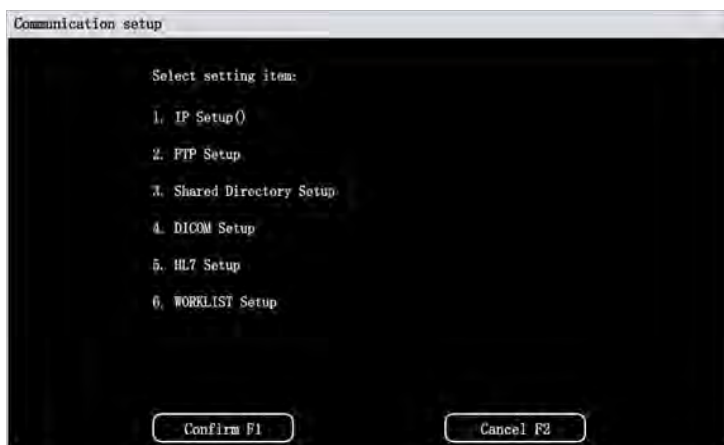 Communication setup
Select setting item:
1. IP Setup()
2. FTP Setup
3. Shared Directory Setup
4. DICOM Setup
5. HL7 Setup
6. WORKLIST Setup
Confirm F1 Cancel F2